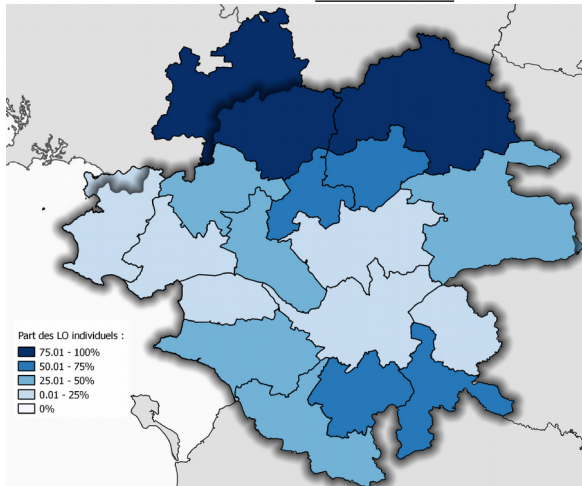 Part des LO individuels :
75.01 - 100%
50.01 - 75%
25.01 - 50%
0.01 - 25%
0%